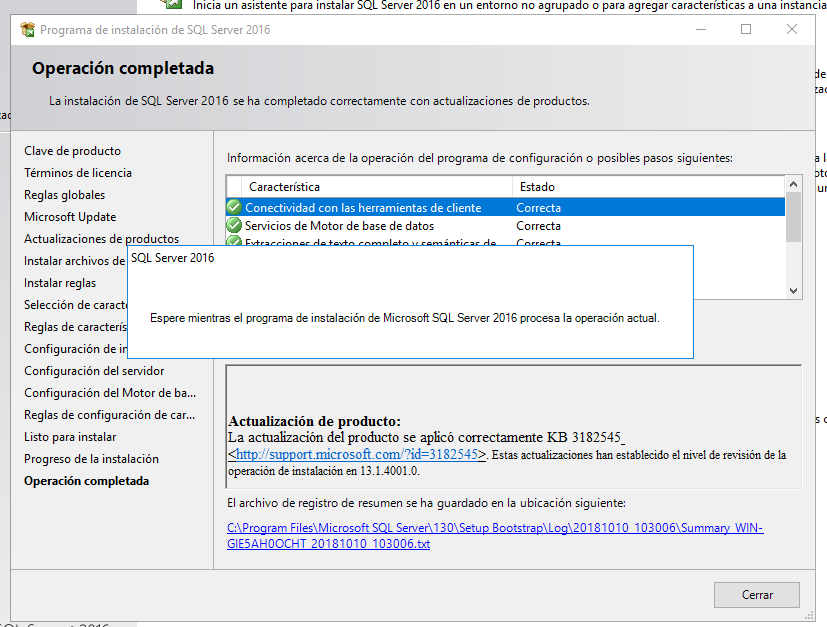 Inicia un asistente para instalar SQL Server 2016 en un entorno no agrupado o para agregar características a una instancia
Programa de instalación de SQL Server 2016
Operación completada
La instalación de SQL Server 2016 se ha completado correctamente con actualizaciones de productos.
Clave de producto
Términos de licencia
Reglas globales
Microsoft Update
Actualizaciones de productos
Instalar archivos de
Instalar reglas
Selección de caracte
Reglas de caracterís
Configuración de in
Configuración del servidor
Configuración del Motor de ba...
Reglas de configuración de car...
Listo para instalar
Progreso de la instalación
Operación completada
Información acerca de la operación del programa de configuración o posibles pasos siguientes:
Característica Estado
Conectividad con las herramientas de cliente Correcta
Servicios de Motor de base de datos Correcta
Extracciones de texto completo y semánticas de Correcta
SQL Server 2016
Espere mientras el programa de instalación de Microsoft SQL Server 2016 procesa la operación actual.
Actualización de producto:
La actualización del producto se aplicó correctamente KB 3182545
<http://support.microsoft.com/?id=3182545>. Estas actualizaciones han establecido el nivel de revisión de la
operación de instalación en 13.1.4001.0.
El archivo de registro de resumen se ha guardado en la ubicación siguiente:
C:\Program Files\Microsoft SQL Server\130\Setup Bootstrap\Log\20181010_103006\Summary_WIN-
GIE5AH0OCHT_20181010_103006.txt
Cerrar